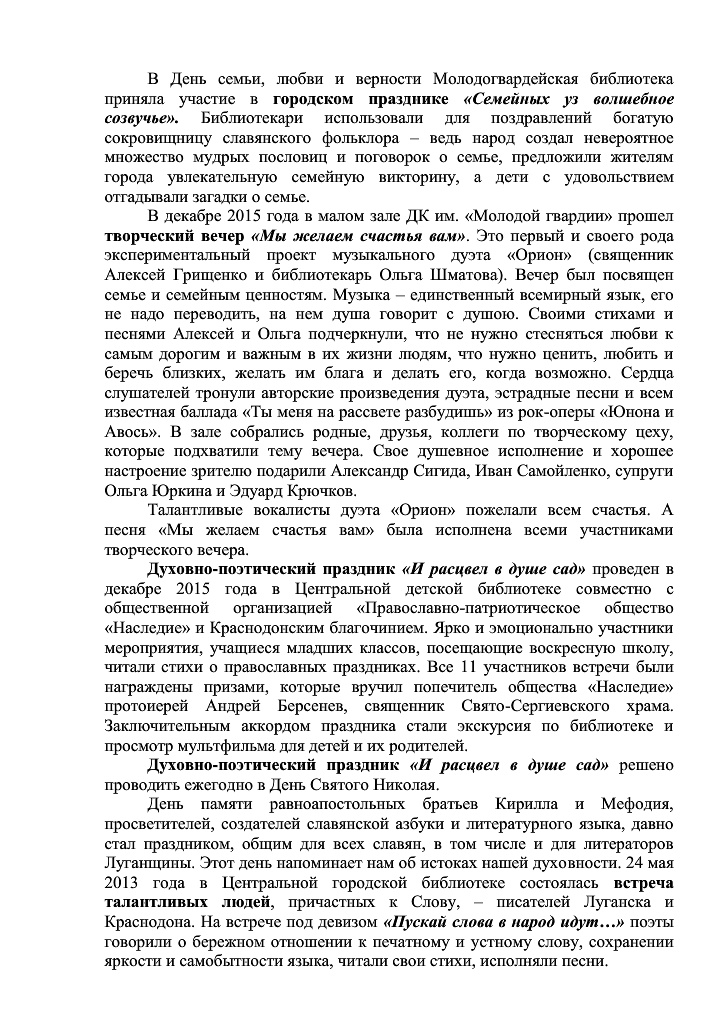 В День семьи, любви и верности Молодогвардейская библиотека
приняла участие в городском празднике «Семейных уз волшебное
созвучье». Библиотекари использовали для поздравлений богатую
сокровищницу славянского фольклора – ведь народ создал невероятное
множество мудрых пословиц и поговорок о семье, предложили жителям
города увлекательную семейную викторину, а дети с удовольствием
отгадывали загадки о семье.
В декабре 2015 года в малом зале ДК им. «Молодой гвардии» прошел
творческий вечер «Мы желаем счастья вам». Это первый и своего рода
экспериментальный проект музыкального дуэта «Орион» (священник
Алексей Грищенко и библиотекарь Ольга Шматова). Вечер был посвящен
семье и семейным ценностям. Музыка – единственный всемирный язык, его
не надо переводить, на нем душа говорит с душою. Своими стихами и
песнями Алексей и Ольга подчеркнули, что не нужно стесняться любви к
самым дорогим и важным в их жизни людям, что нужно ценить, любить и
беречь близких, желать им блага и делать его, когда возможно. Сердца
слушателей тронули авторские произведения дуэта, эстрадные песни и всем
известная баллада «Ты меня на рассвете разбудишь» из рок-оперы «Юнона и
Авось». В зале собрались родные, друзья, коллеги по творческому цеху,
которые подхватили тему вечера. Свое душевное исполнение и хорошее
настроение зрителю подарили Александр Сигида, Иван Самойленко, супруги
Ольга Юркина и Эдуард Крючков.
Талантливые вокалисты дуэта «Орион» пожелали всем счастья. А
песня «Мы желаем счастья вам» была исполнена всеми участниками
творческого вечера.
Духовно-поэтический праздник «И расцвел в душе сад» проведен в
декабре 2015 года в Центральной детской библиотеке совместно с
общественной организацией «Православно-патриотическое общество
«Наследие» и Краснодонским благочинием. Ярко и эмоционально участники
мероприятия, учащиеся младших классов, посещающие воскресную школу,
читали стихи о православных праздниках. Все 11 участников встречи были
награждены призами, которые вручил попечитель общества «Наследие»
протоиерей Андрей Берсенев, священник Свято-Сергиевского храма.
Заключительным аккордом праздника стали экскурсия по библиотеке и
просмотр мультфильма для детей и их родителей.
Духовно-поэтический праздник «И расцвел в душе сад» решено
проводить ежегодно в День Святого Николая.
День памяти равноапостольных братьев Кирилла и Мефодия,
просветителей, создателей славянской азбуки и литературного языка, давно
стал праздником, общим для всех славян, в том числе и для литераторов
Луганщины. Этот день напоминает нам об истоках нашей духовности. 24 мая
2013 года в Центральной городской библиотеке состоялась встреча
талантливых людей, причастных к Слову, – писателей Луганска и
Краснодона. На встрече под девизом «Пускай слова в народ идут…» поэты
говорили о бережном отношении к печатному и устному слову, сохранении
яркости и самобытности языка, читали свои стихи, исполняли песни.